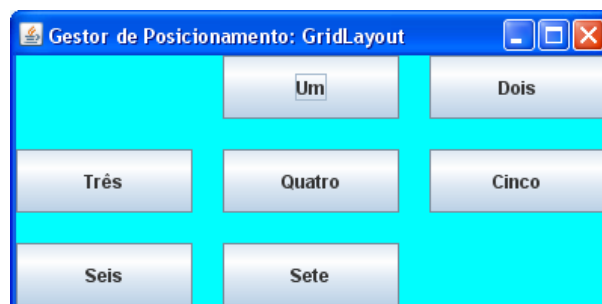 Gestor de Posicionamento: GridLayout
Um Dois
Três Quatro Cinco
Seis Sete